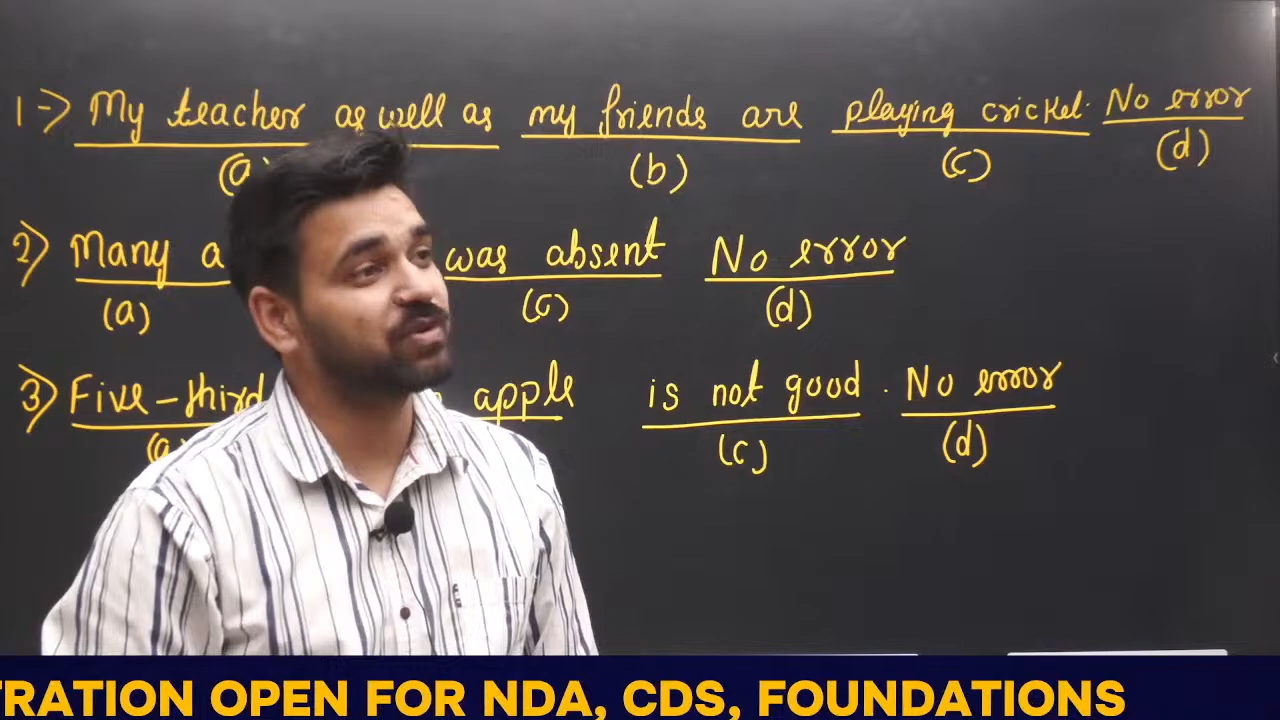 1-> My teacher as well as my friends are playing cricket. No error
(a) (b) (c) (d)
2) Many a was absent No error
(a) (c) (d)
3) Five-third apple is not good. No error
(a) (c) (d)
TRATION OPEN FOR NDA, CDS, FOUNDATIONS